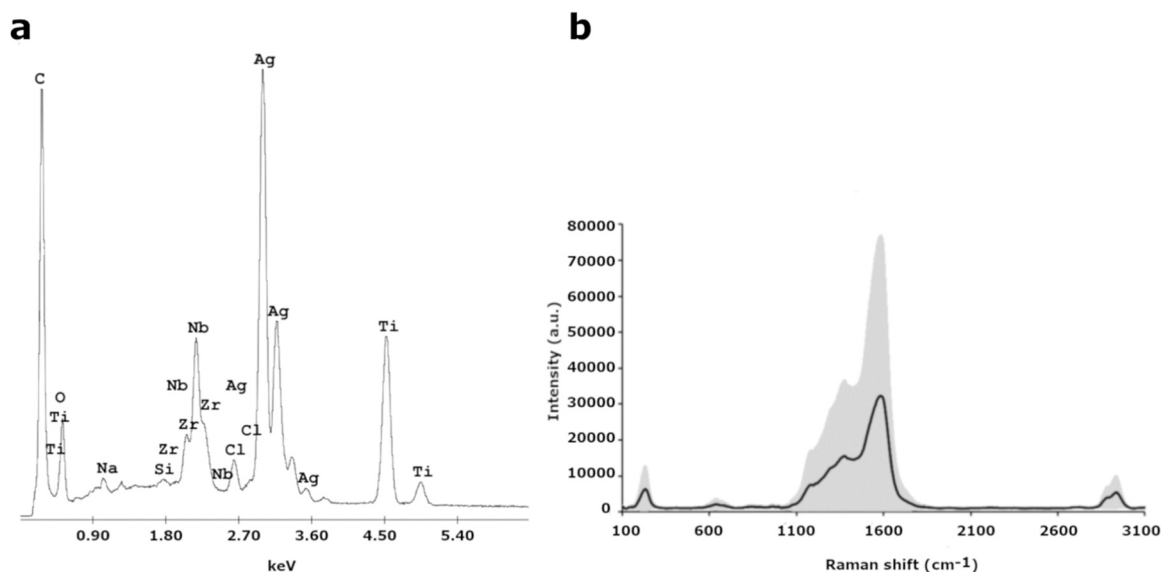 a
C
O
Ti
Ti
Na
Zr
Si
Nb
Nb
Zr
Zr
Nb
Ag
Cl
Cl
Ag
Ag
Ag
Ti
Ti
0.90 1.80 2.70 3.60 4.50 5.40
keV
b
Intensity (a.u.)
80000
70000
60000
50000
40000
30000
20000
10000
0
100 600 1100 1600 2100 2600 3100
Raman shift (cm-1)